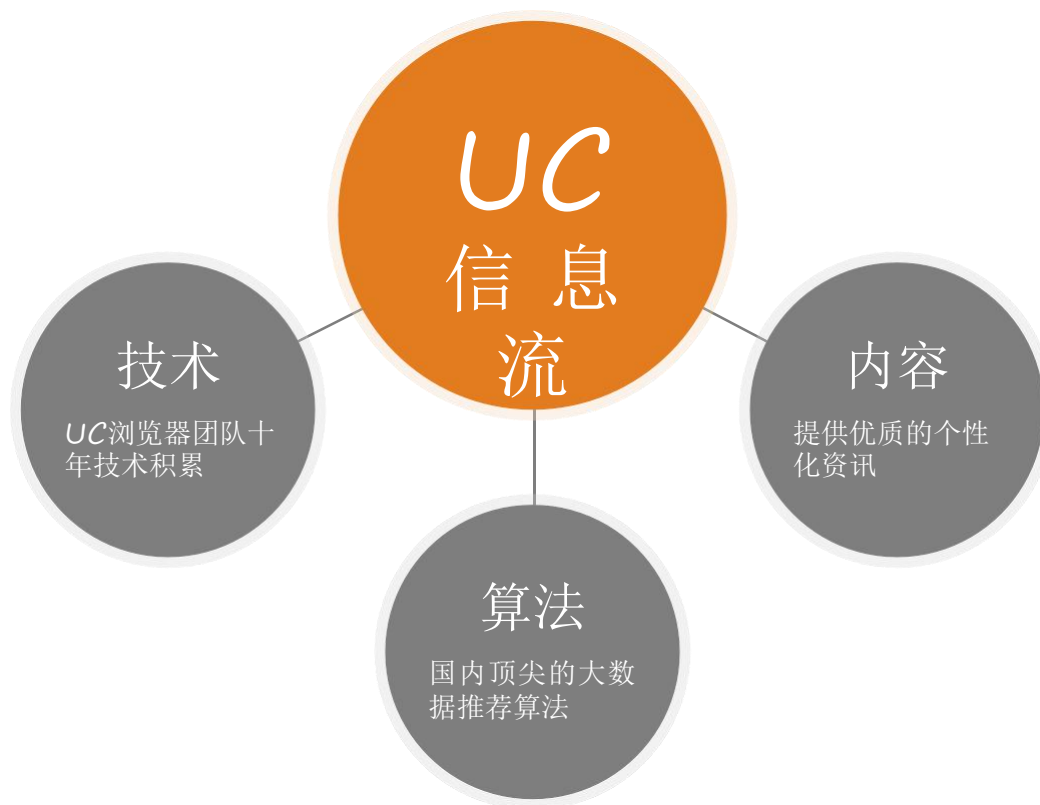 UC
信 息
流
技术
UC浏览器团队十
年技术积累
算法
国内顶尖的大数
据推荐算法
内容
提供优质的个性
化资讯